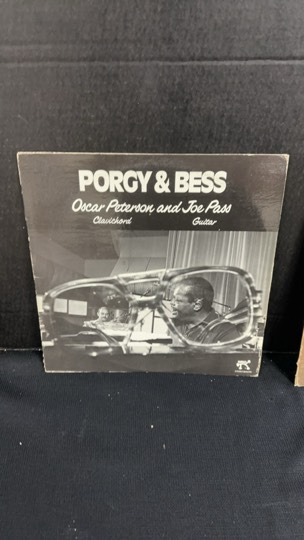 PORGY & BESS
Oscar Peterson and Joe Pass
Clavichord Guitar